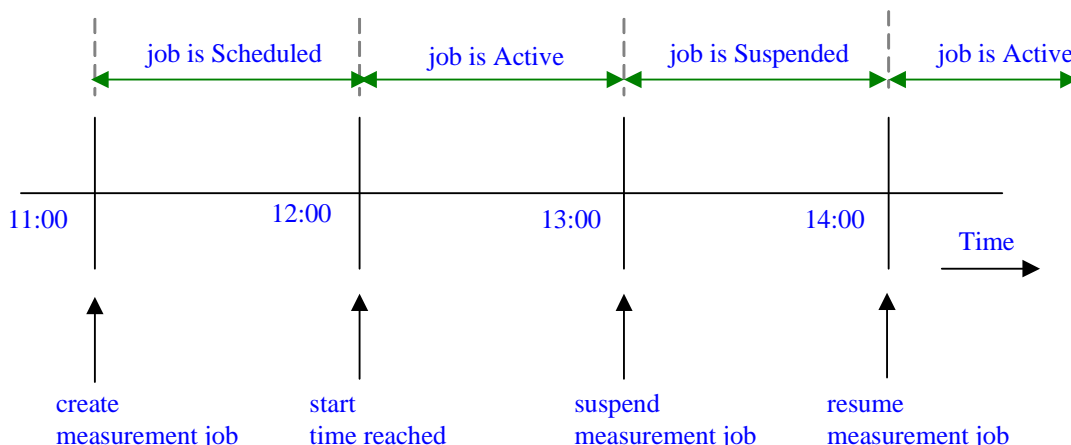 job is Scheduled
job is Active
job is Suspended
job is Active
11:00
12:00
13:00
14:00
Time
create
measurement job
start
time reached
suspend
measurement job
resume
measurement job